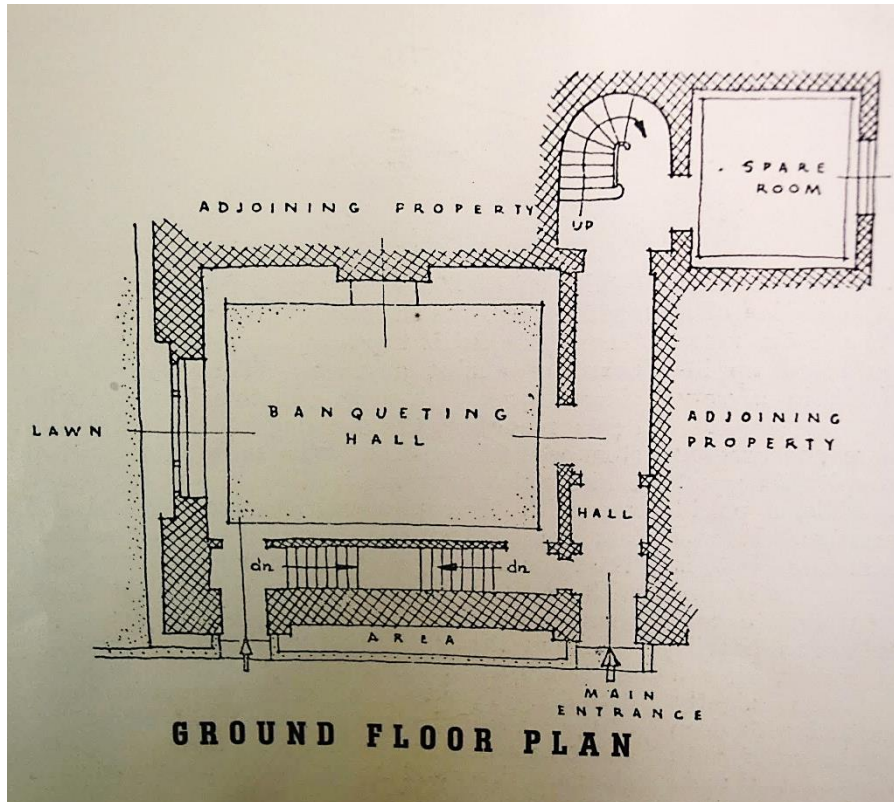 SPARE
ROOM
ADJOINING PROPERTY
UP
BANQUETING
HALL
LAWN
ADJOINING
PROPERTY
HALL
dn
dn
AREA
MAIN
ENTRANCE
GROUND FLOOR PLAN